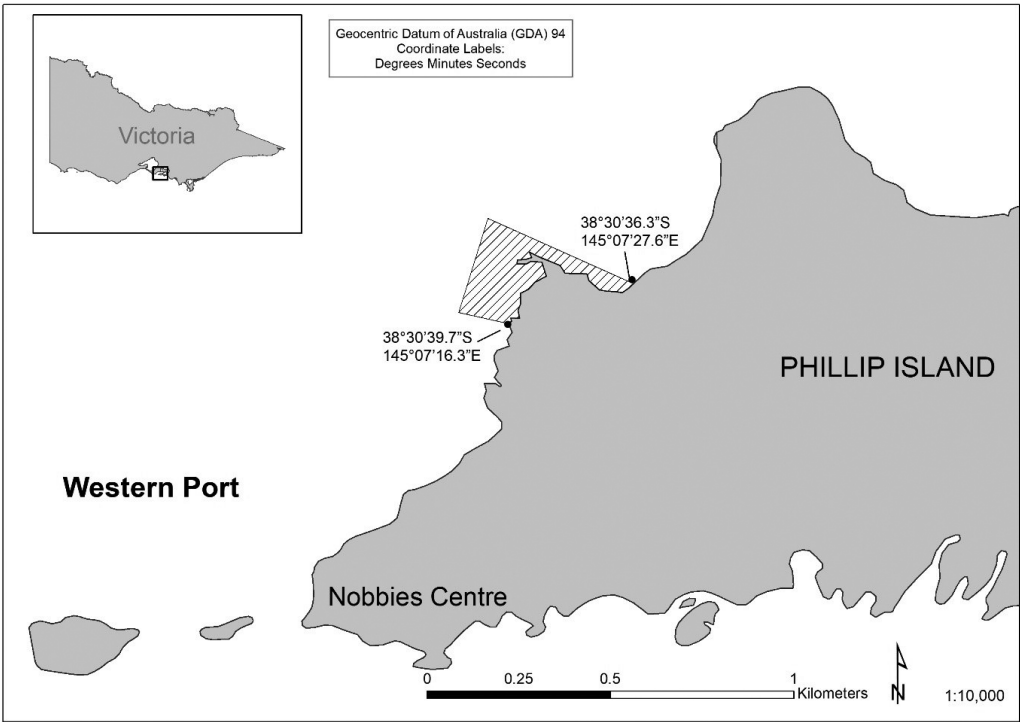 Geocentric Datum of Australia (GDA) 94
Coordinate Labels:
Degrees Minutes Seconds
Victoria
38°30’36.3”S
145°07’27.6”E
38°30’39.7”S
145°07’16.3”E
PHILLIP ISLAND
Western Port
Nobbies Centre
0 0.25 0.5 1
Kilometers
N
1:10,000